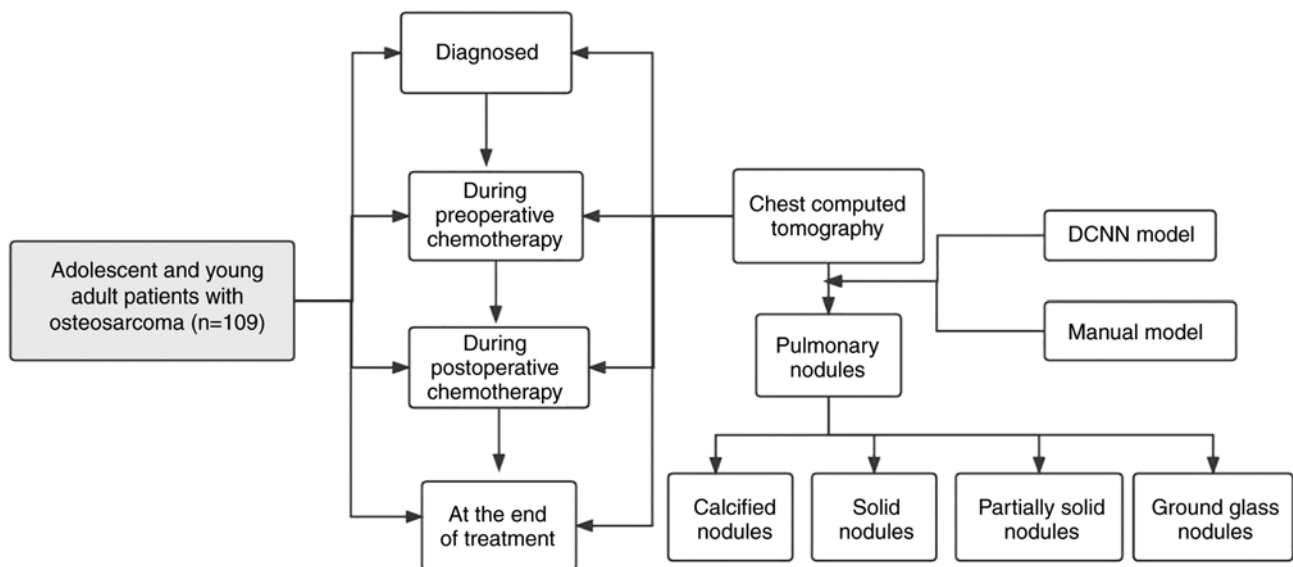 Diagnosed
During
preoperative
chemotherapy
Chest computed
tomography
DCNN model
Adolescent and young
adult patients with
osteosarcoma (n=109)
Manual model
During
postoperative
chemotherapy
Pulmonary
nodules
At the end
of treatment
Calcified
nodules
Solid
nodules
Partially solid
nodules
Ground glass
nodules